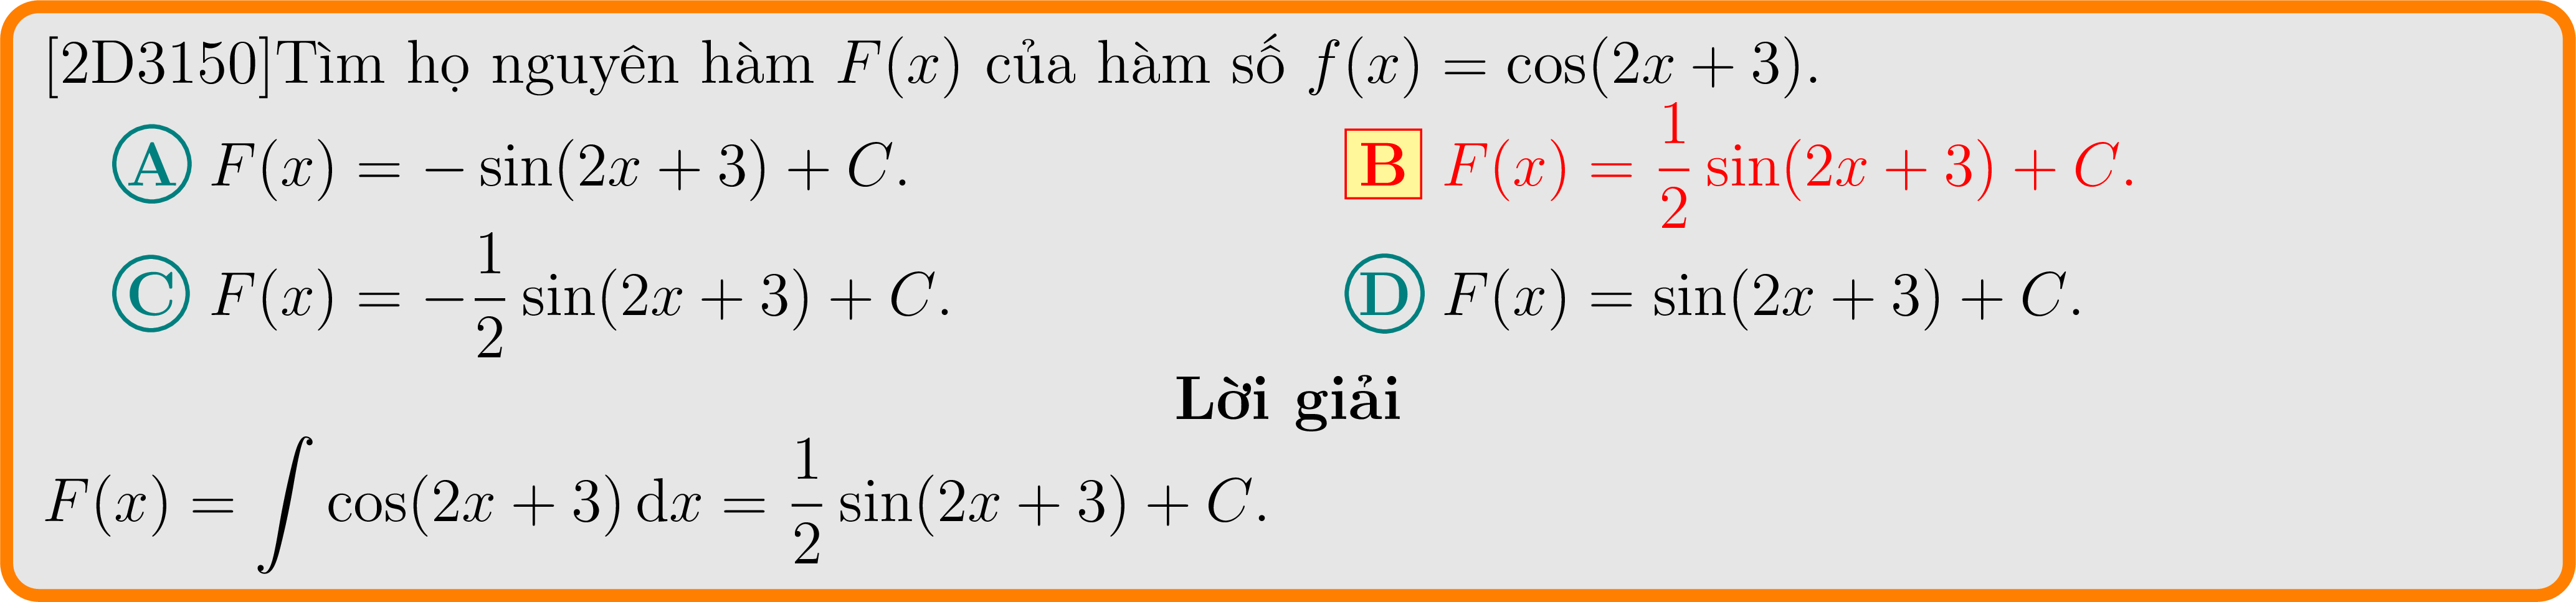 [2D3150]Tìm họ nguyên hàm F(x) của hàm số f(x) = cos(2x + 3).
A F(x) = − sin(2x + 3) + C. B F(x) = \frac{1}{2} sin(2x + 3) + C.
C F(x) = −\frac{1}{2} sin(2x + 3) + C. D F(x) = sin(2x + 3) + C.
Lời giải
F(x) = ∫ cos(2x + 3) dx = \frac{1}{2} sin(2x + 3) + C.